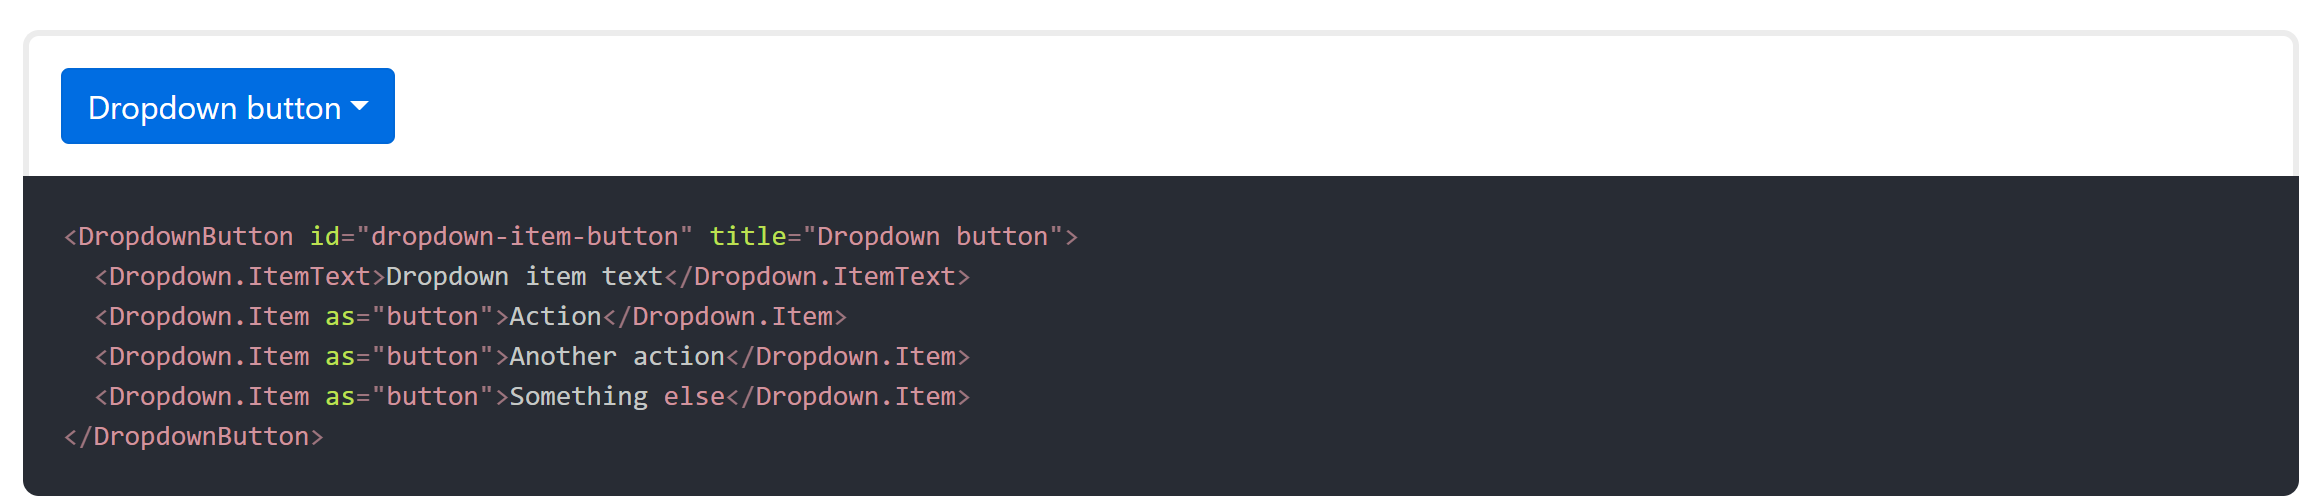 Dropdown button
<DropdownButton id="dropdown-item-button" title="Dropdown button">
  <Dropdown.ItemText>Dropdown item text</Dropdown.ItemText>
  <Dropdown.Item as="button">Action</Dropdown.Item>
  <Dropdown.Item as="button">Another action</Dropdown.Item>
  <Dropdown.Item as="button">Something else</Dropdown.Item>
</DropdownButton>